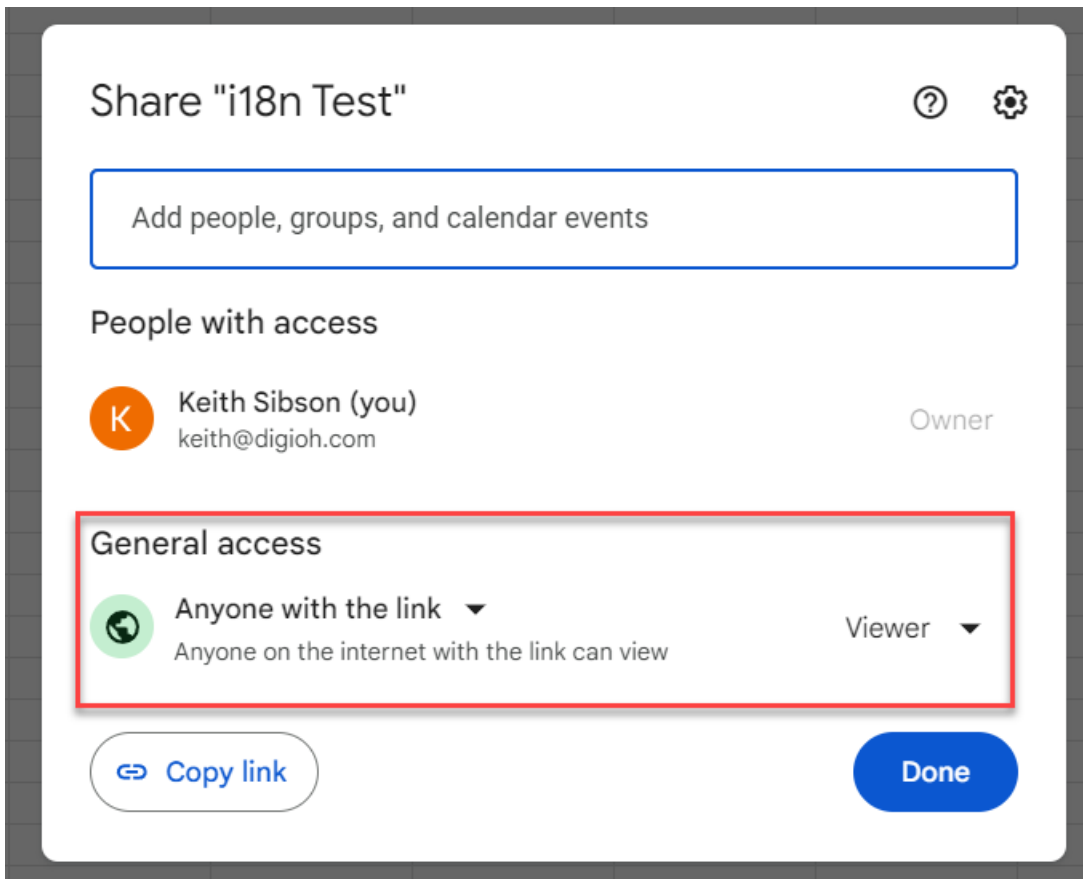 Share "i18n Test"
Add people, groups, and calendar events
People with access
K
Keith Sibson (you)
keith@digioh.com
Owner
General access
Anyone with the link
Anyone on the internet with the link can view
Viewer
Copy link
Done